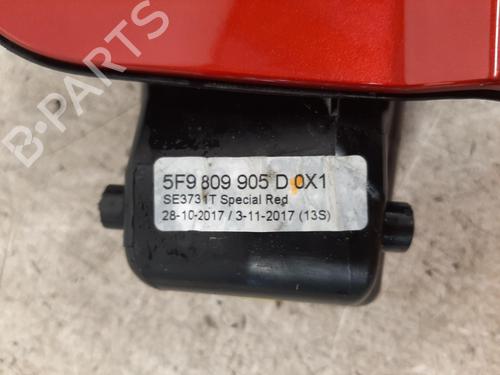 B-PARTS
5F9 809 905 D 0X1
SE3731T Special Red
28-10-2017 / 3-11-2017 (13S)